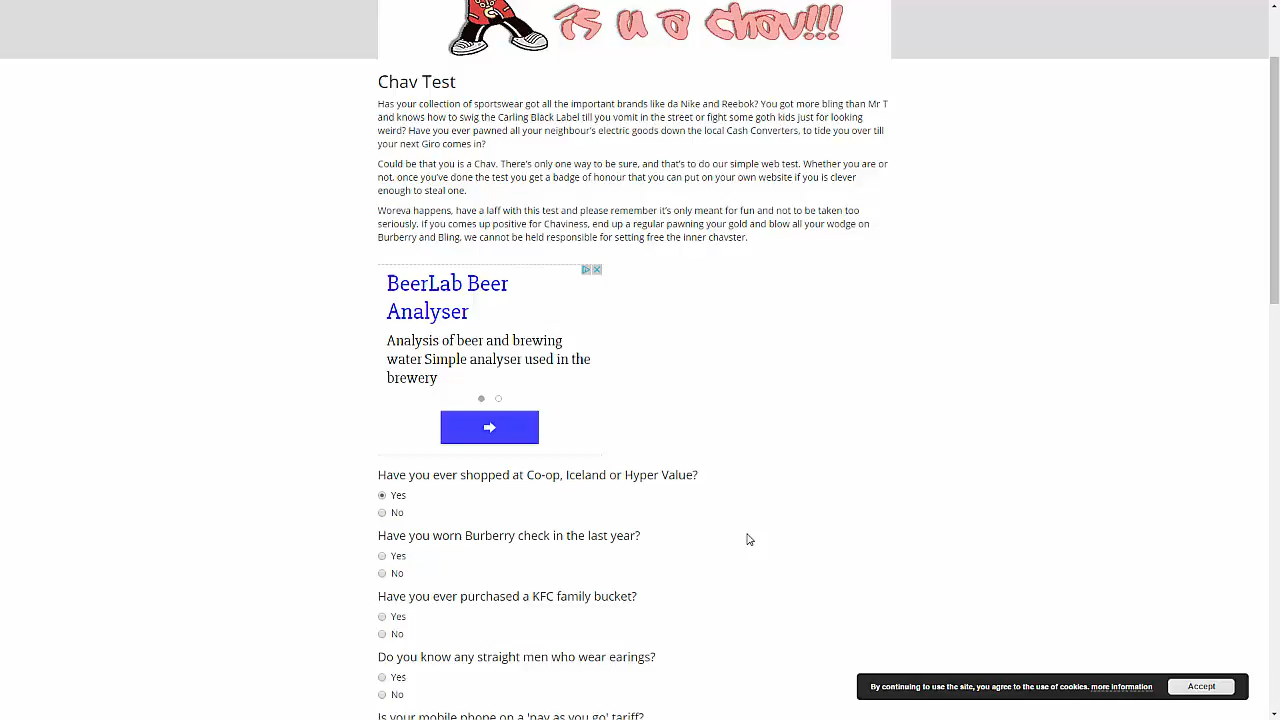 is u a chav!!!
Chav Test
Has your collection of sportswear got all the important brands like da Nike and Reebok? You got more bling than Mr T
and knows how to swig the Carling Black Label till you vomit in the street or fight some goth kids just for looking
weird? Have you ever pawned all your neighbour's electric goods down the local Cash Converters, to tide you over till
your next Giro comes in?
Could be that you is a Chav. There's only one way to be sure, and that's to do our simple web test. Whether you are or
not, once you've done the test you get a badge of honour that you can put on your own website if you is clever
enough to steal one.
Woreva happens, have a laff with this test and please remember it's only meant for fun and not to be taken too
seriously. If you comes up positive for Chaviness, end up a regular pawning your gold and blow all your wodge on
Burberry and Bling, we cannot be held responsible for setting free the inner chavster.
BeerLab Beer
Analyser
Analysis of beer and brewing
water Simple analyser used in the
brewery
Have you ever shopped at Co-op, Iceland or Hyper Value?
Yes
No
Have you worn Burberry check in the last year?
Yes
No
Have you ever purchased a KFC family bucket?
Yes
No
Do you know any straight men who wear earings?
Yes
No
Is your mobile phone on a 'pay as you go' tariff?
By continuing to use the site, you agree to the use of cookies. more information
Accept